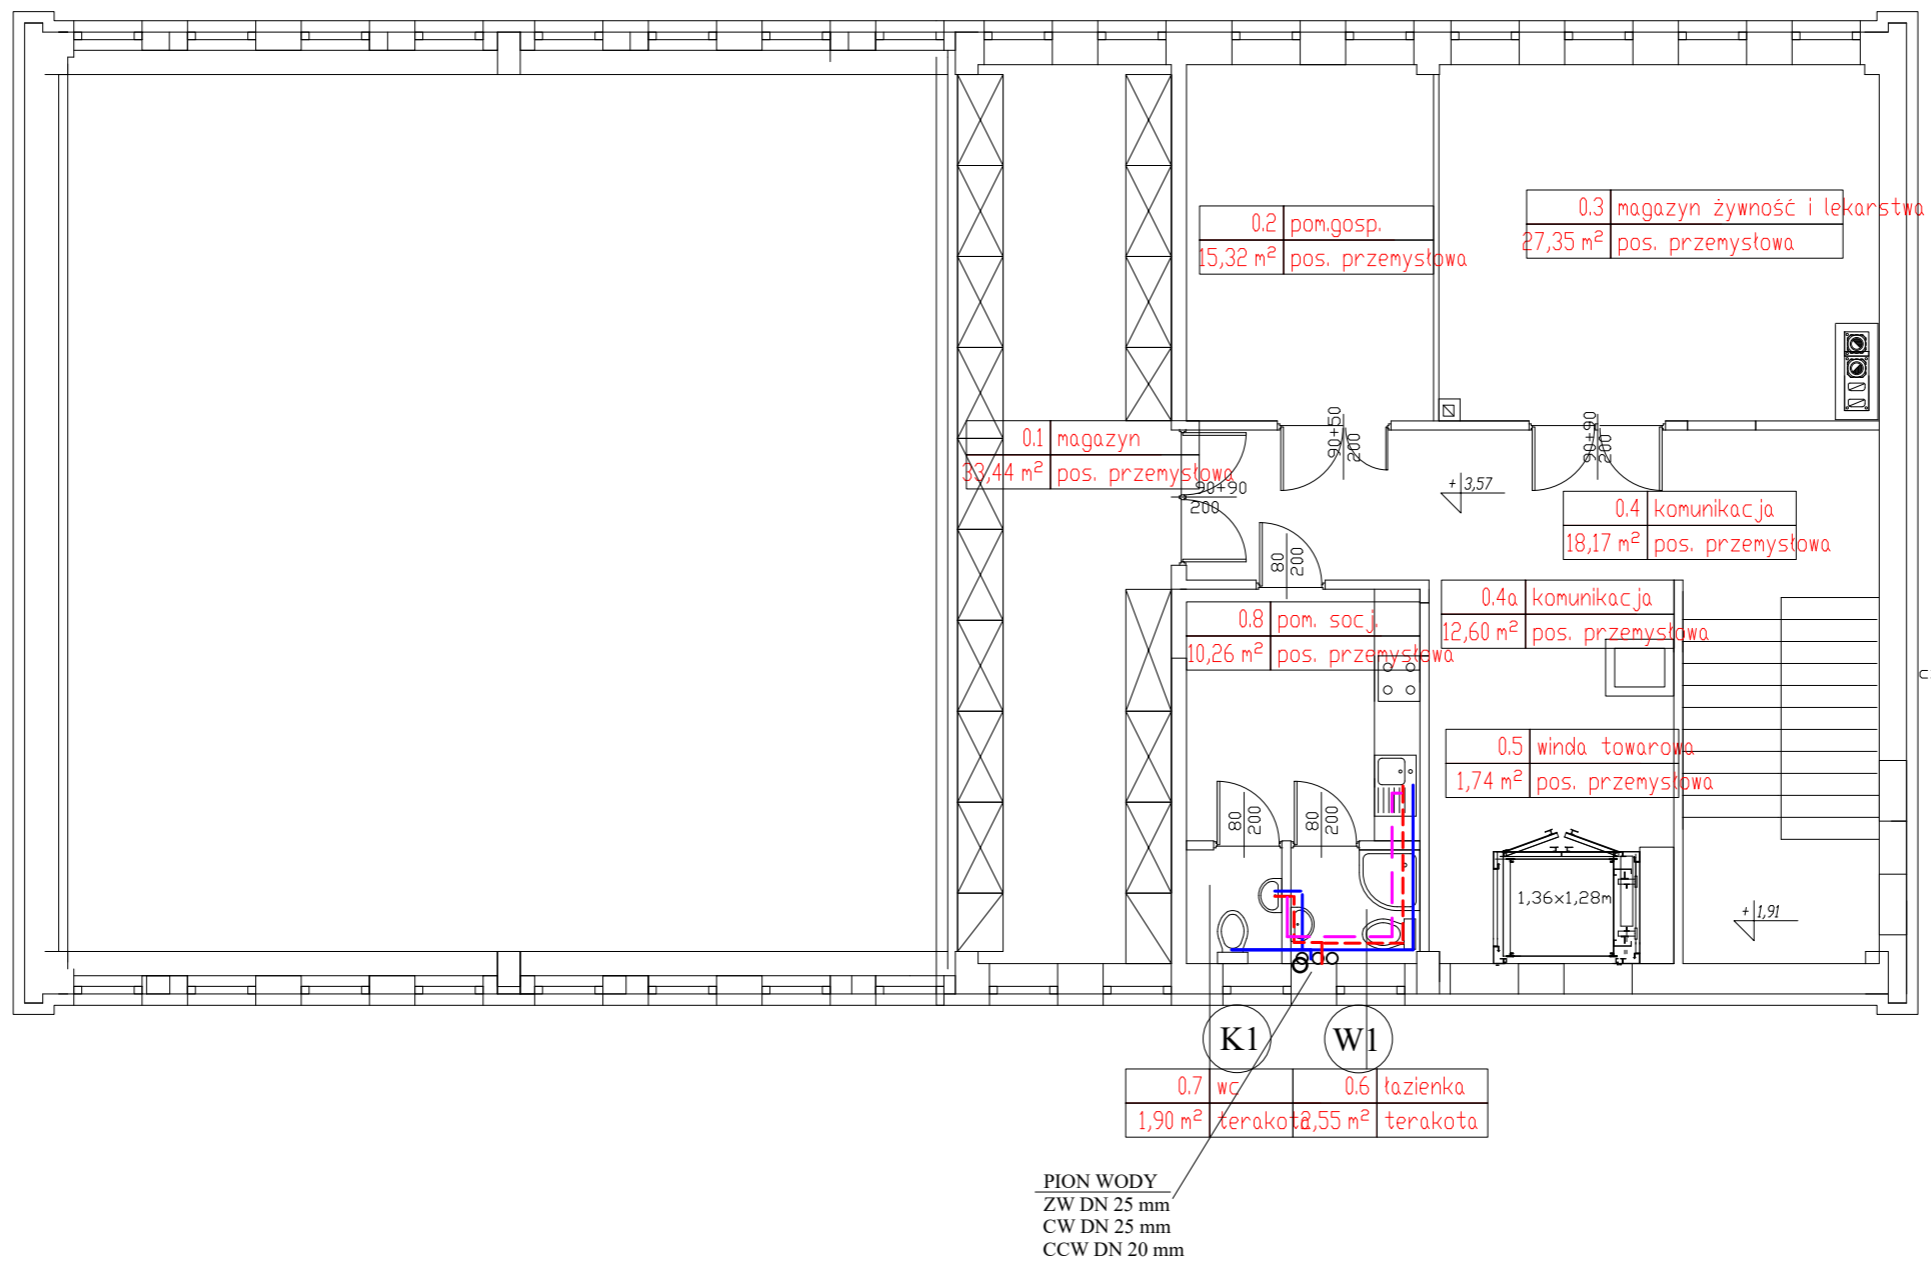 0.3 magazyn żywność i lekarstwa
27,35 m² pos. przemysłowa
0.2 pom.gosp.
15,32 m² pos. przemysłowa
0.1 magazyn
33,44 m² pos. przemysłowa
90+50
200
90+90
200
90+90
200
+ 3,57
0.4 komunikacja
18,17 m² pos. przemysłowa
80
200
0.4a komunikacja
12,60 m² pos. przemysłowa
0.8 pom. socj.
10,26 m² pos. przemysłowa
0.5 winda towarowa
1,74 m² pos. przemysłowa
80
200
80
200
1,36x1,28m
+ 1,91
K1
W1
0.7 wc
1,90 m² terakota
0.6 łazienka
2,55 m² terakota
PION WODY
ZW DN 25 mm
CW DN 25 mm
CCW DN 20 mm